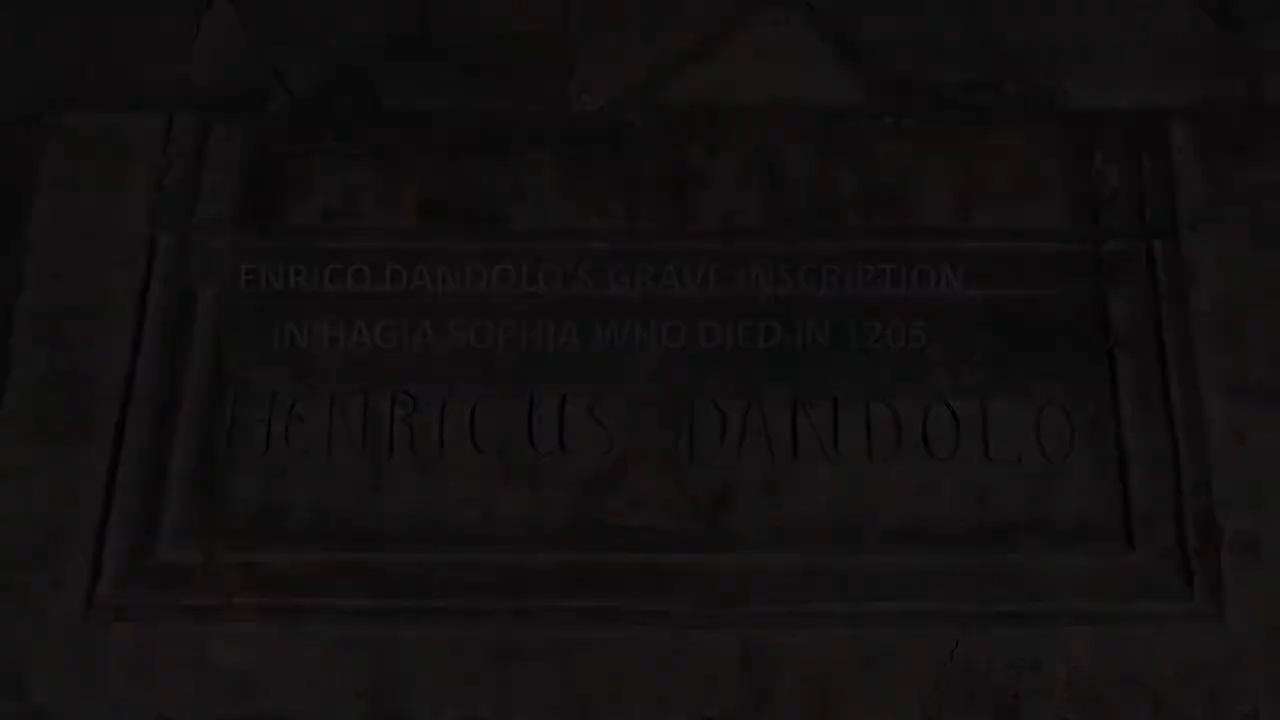 ENRICO DANDOLO'S GRAVE INSCRIPTION
IN HAGIA SOPHIA WHO DIED IN 1205
HENRICUS DANDOLO